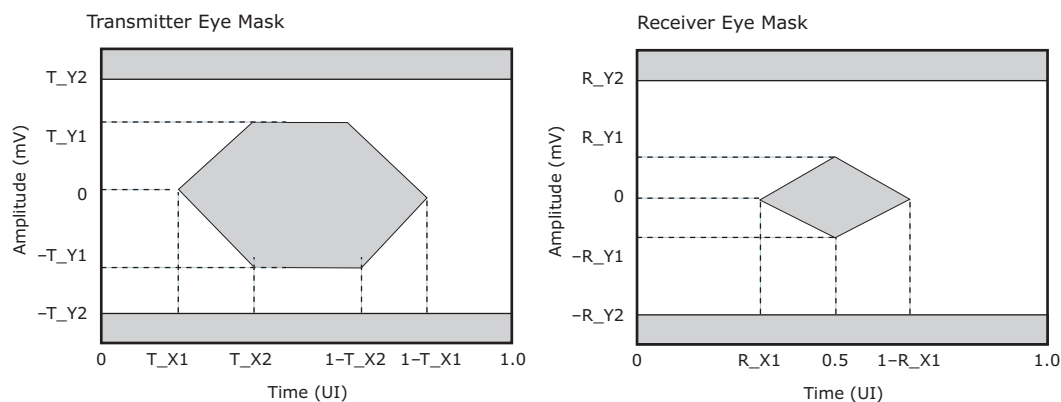 Transmitter Eye Mask
T_Y2
T_Y1
0
–T_Y1
–T_Y2
Amplitude (mV)
0 T_X1 T_X2 1–T_X2 1–T_X1 1.0
Time (UI)
Receiver Eye Mask
R_Y2
R_Y1
0
–R_Y1
–R_Y2
Amplitude (mV)
0 R_X1 0.5 1–R_X1 1.0
Time (UI)